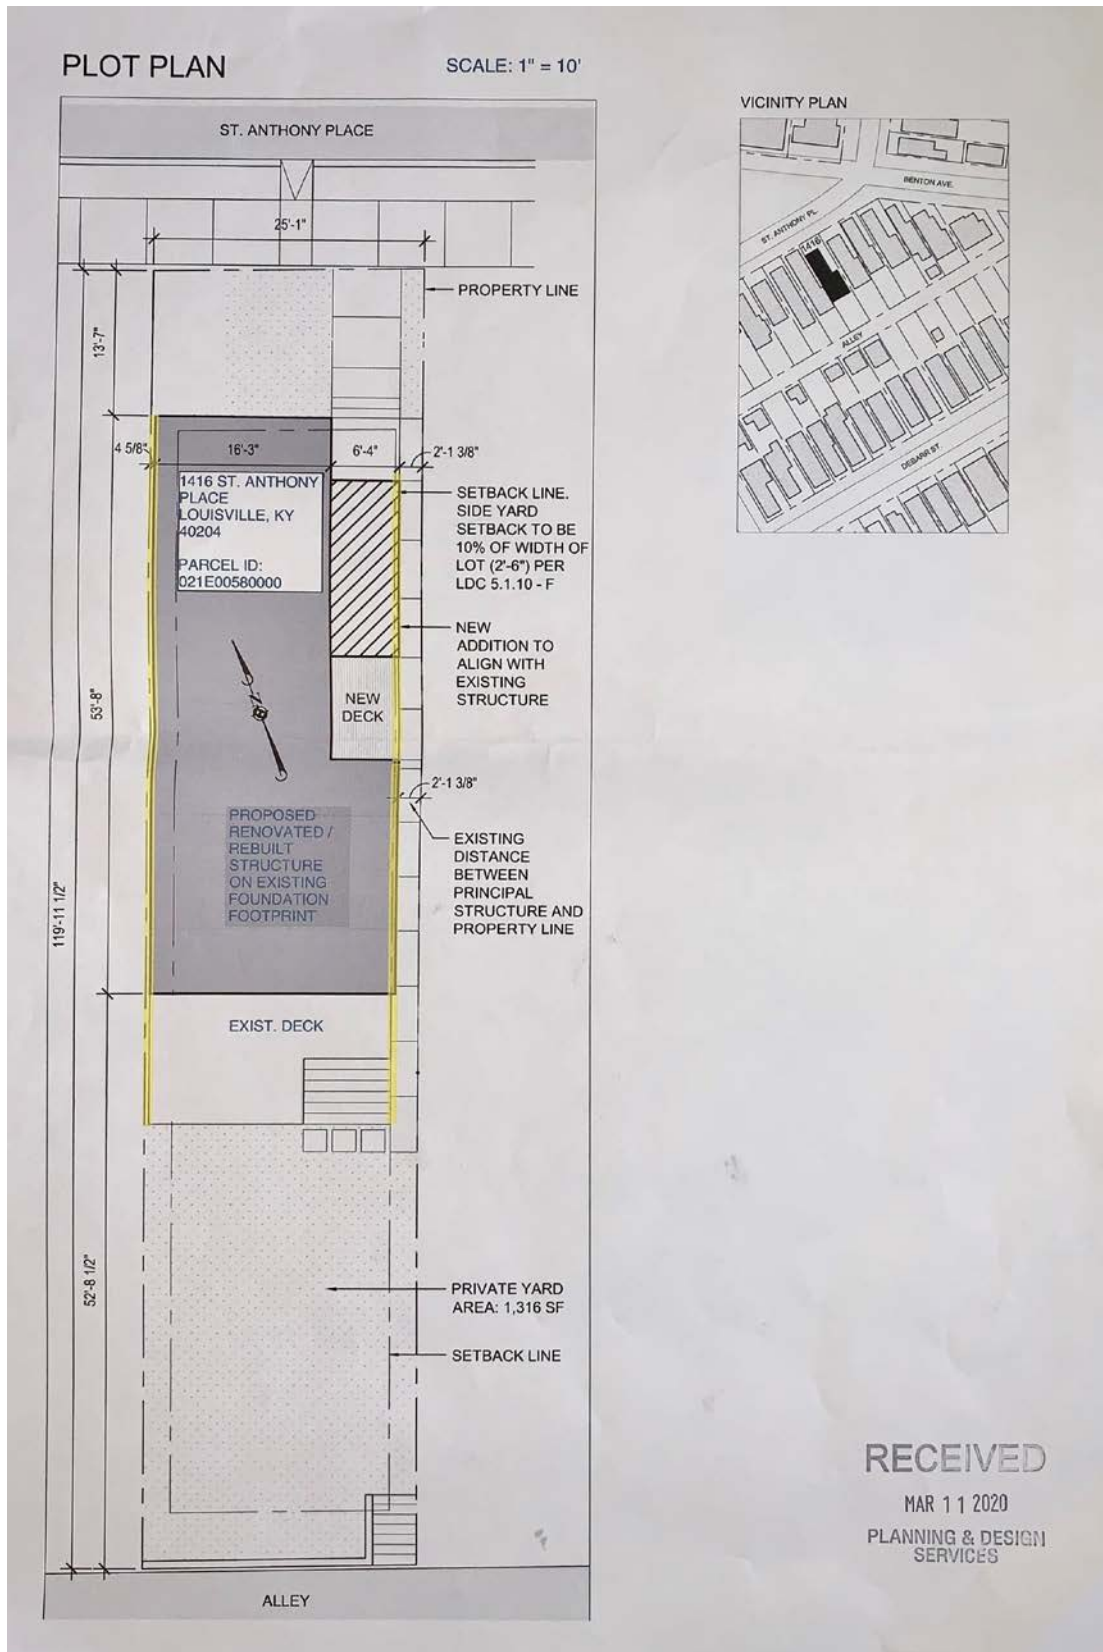 PLOT PLAN
SCALE: 1" = 10'
ST. ANTHONY PLACE
25'-1"
PROPERTY LINE
13'-7"
4 5/8"
16'-3"
6'-4"
2'-1 3/8"
1416 ST. ANTHONY
PLACE
LOUISVILLE, KY
40204
PARCEL ID:
021E00580000
SETBACK LINE.
SIDE YARD
SETBACK TO BE
10% OF WIDTH OF
LOT (2'-6") PER
LDC 5.1.10 - F
NEW
ADDITION TO
ALIGN WITH
EXISTING
STRUCTURE
NEW
DECK
53'-8"
2'-1 3/8"
PROPOSED
RENOVATED /
REBUILT
STRUCTURE
ON EXISTING
FOUNDATION
FOOTPRINT
EXISTING
DISTANCE
BETWEEN
PRINCIPAL
STRUCTURE AND
PROPERTY LINE
119'-11 1/2"
EXIST. DECK
52'-8 1/2"
PRIVATE YARD
AREA: 1,316 SF
SETBACK LINE
ALLEY
VICINITY PLAN
BENTON AVE.
ST. ANTHONY PL
1416
ALLEY
DEBARR ST.
RECEIVED
MAR 11 2020
PLANNING & DESIGN
SERVICES